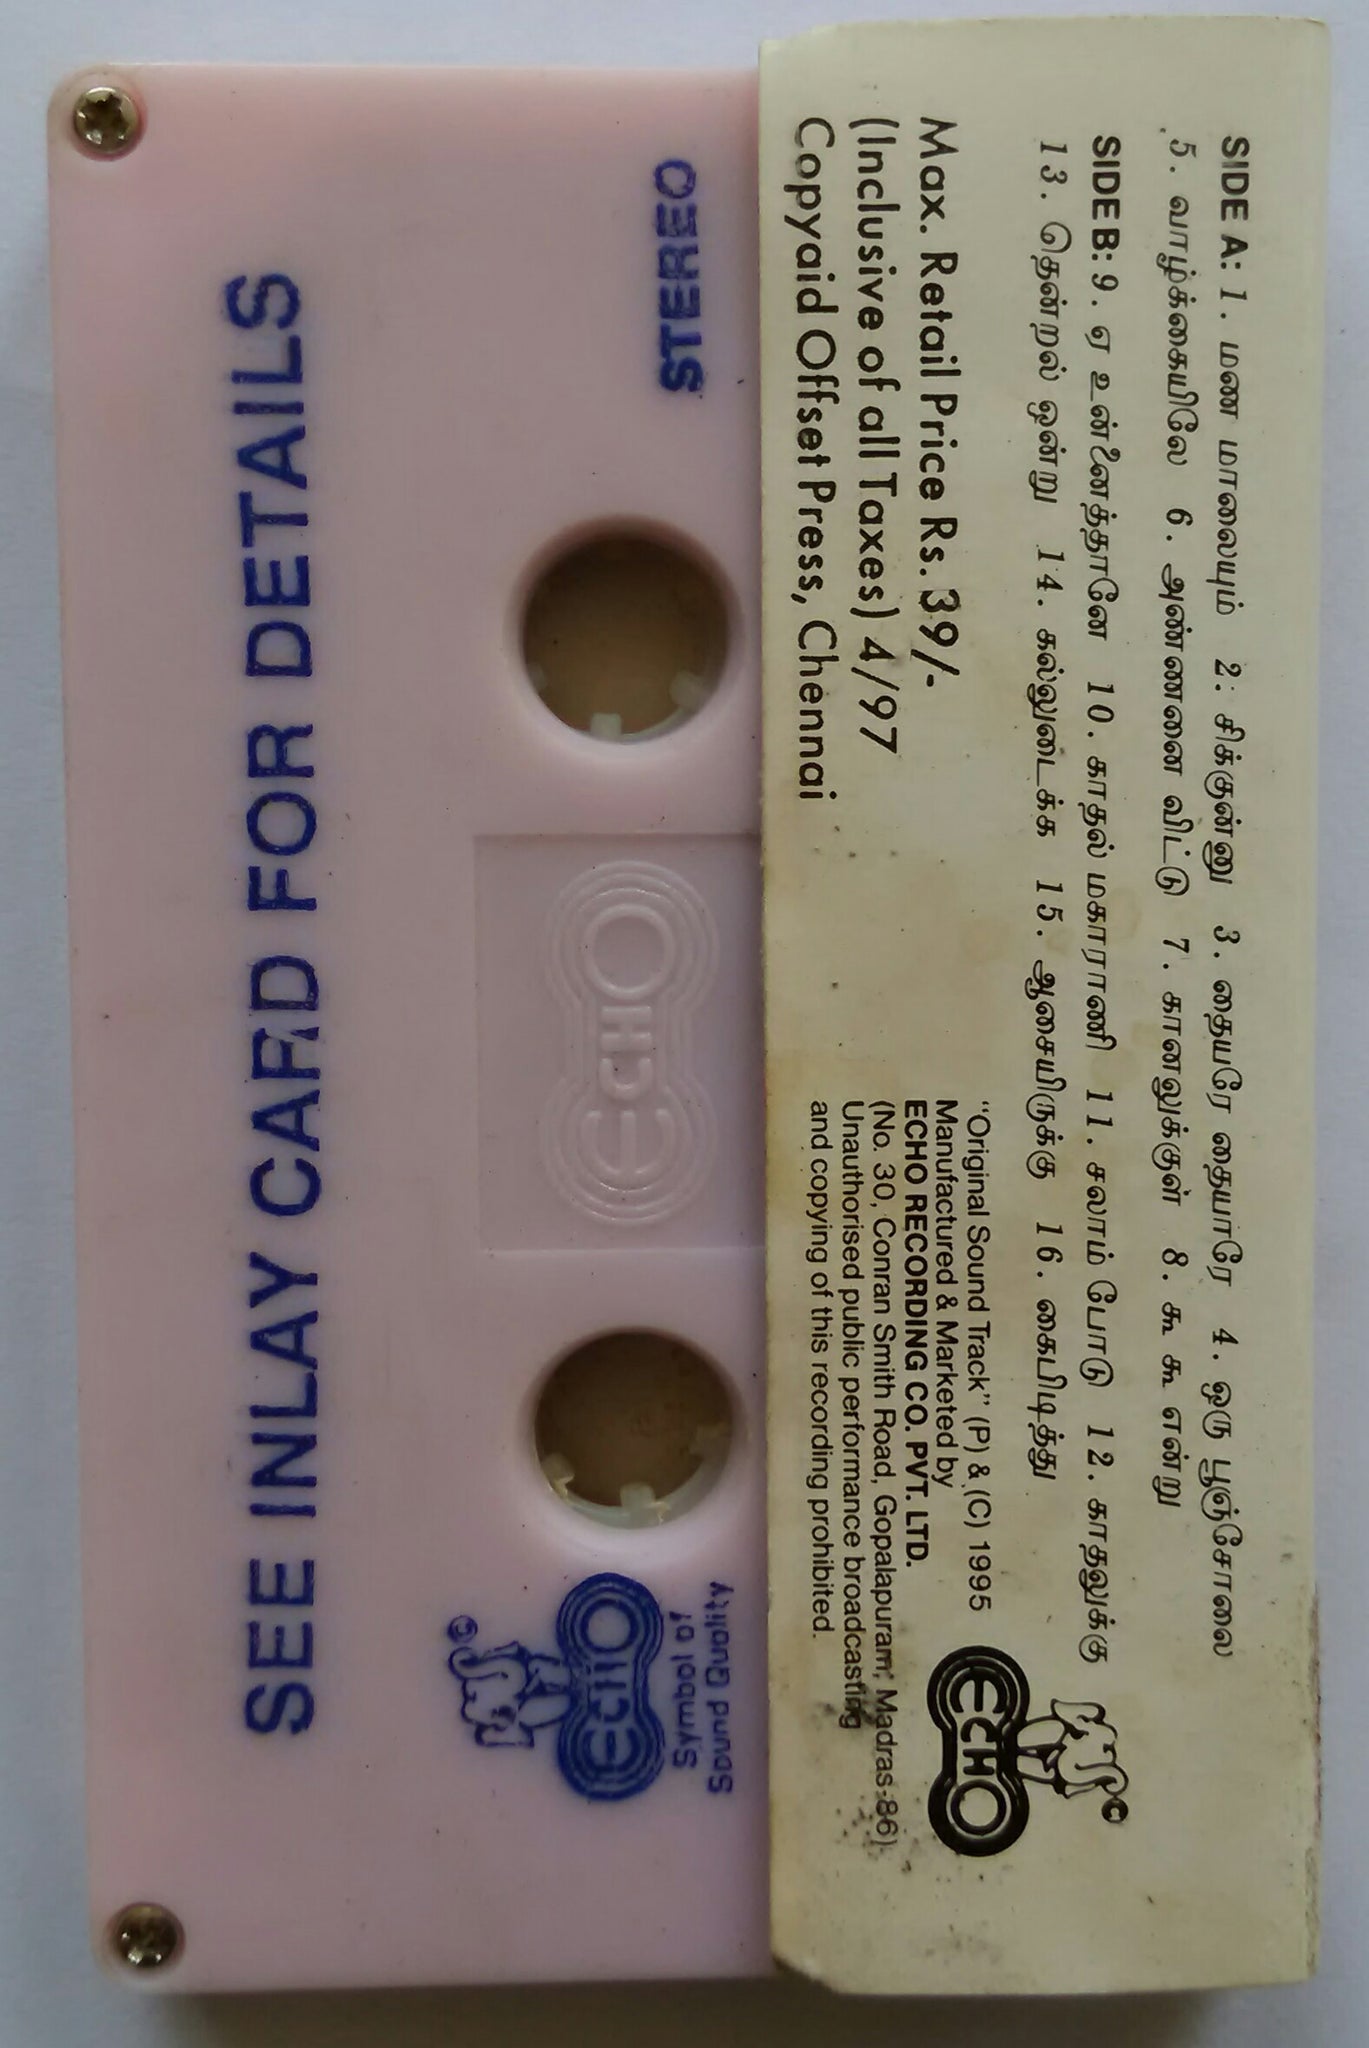 SIDE A: 1. மண மாலையும் 2. சிக்குன்னு 3. தையரே தையாரே 4. ஒரு பூஞ்சோலை
5. வாழ்க்கையிலே 6. அண்ணனை விட்டு 7. கானலுக்குள் 8. கூ கூ என்று
SIDE B: 9. ஏ உன்னைத்தானே 10. காதல் மகாராணி 11. சலாம் போடு 12. காதலுக்கு
13. தென்றல் ஒன்று 14. கல்லுடைக்க 15. ஆசையிருக்கு 16. கைபிடித்து
Max. Retail Price Rs. 39/-
(Inclusive of all Taxes) 4/97
Copyaid Offset Press, Chennai
"Original Sound Track" (P) & (C) 1995
Manufactured & Marketed by
ECHO RECORDING CO. PVT. LTD.
(No. 30, Conran Smith Road, Gopalapuram, Madras-86)
Unauthorised public performance broadcasting
and copying of this recording prohibited.
ECHO
©
STEREO
ECHO
Symbol of
Sound Quality
ECHO
©
SEE INLAY CARD FOR DETAILS